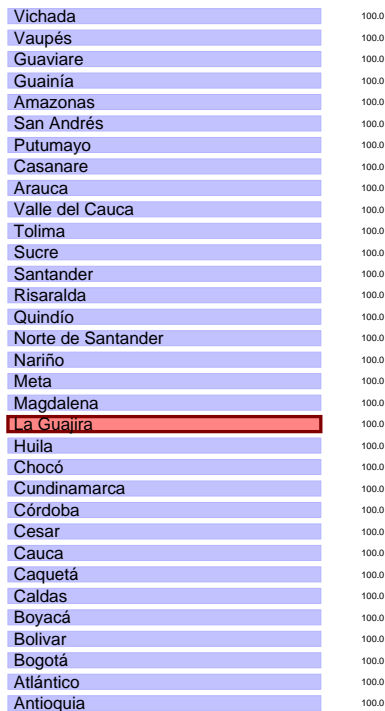 Vichada 100.0
Vaupés 100.0
Guaviare 100.0
Guainía 100.0
Amazonas 100.0
San Andrés 100.0
Putumayo 100.0
Casanare 100.0
Arauca 100.0
Valle del Cauca 100.0
Tolima 100.0
Sucre 100.0
Santander 100.0
Risaralda 100.0
Quindío 100.0
Norte de Santander 100.0
Nariño 100.0
Meta 100.0
Magdalena 100.0
La Guajira 100.0
Huila 100.0
Chocó 100.0
Cundinamarca 100.0
Córdoba 100.0
Cesar 100.0
Cauca 100.0
Caquetá 100.0
Caldas 100.0
Boyacá 100.0
Bolivar 100.0
Bogotá 100.0
Atlántico 100.0
Antioquia 100.0